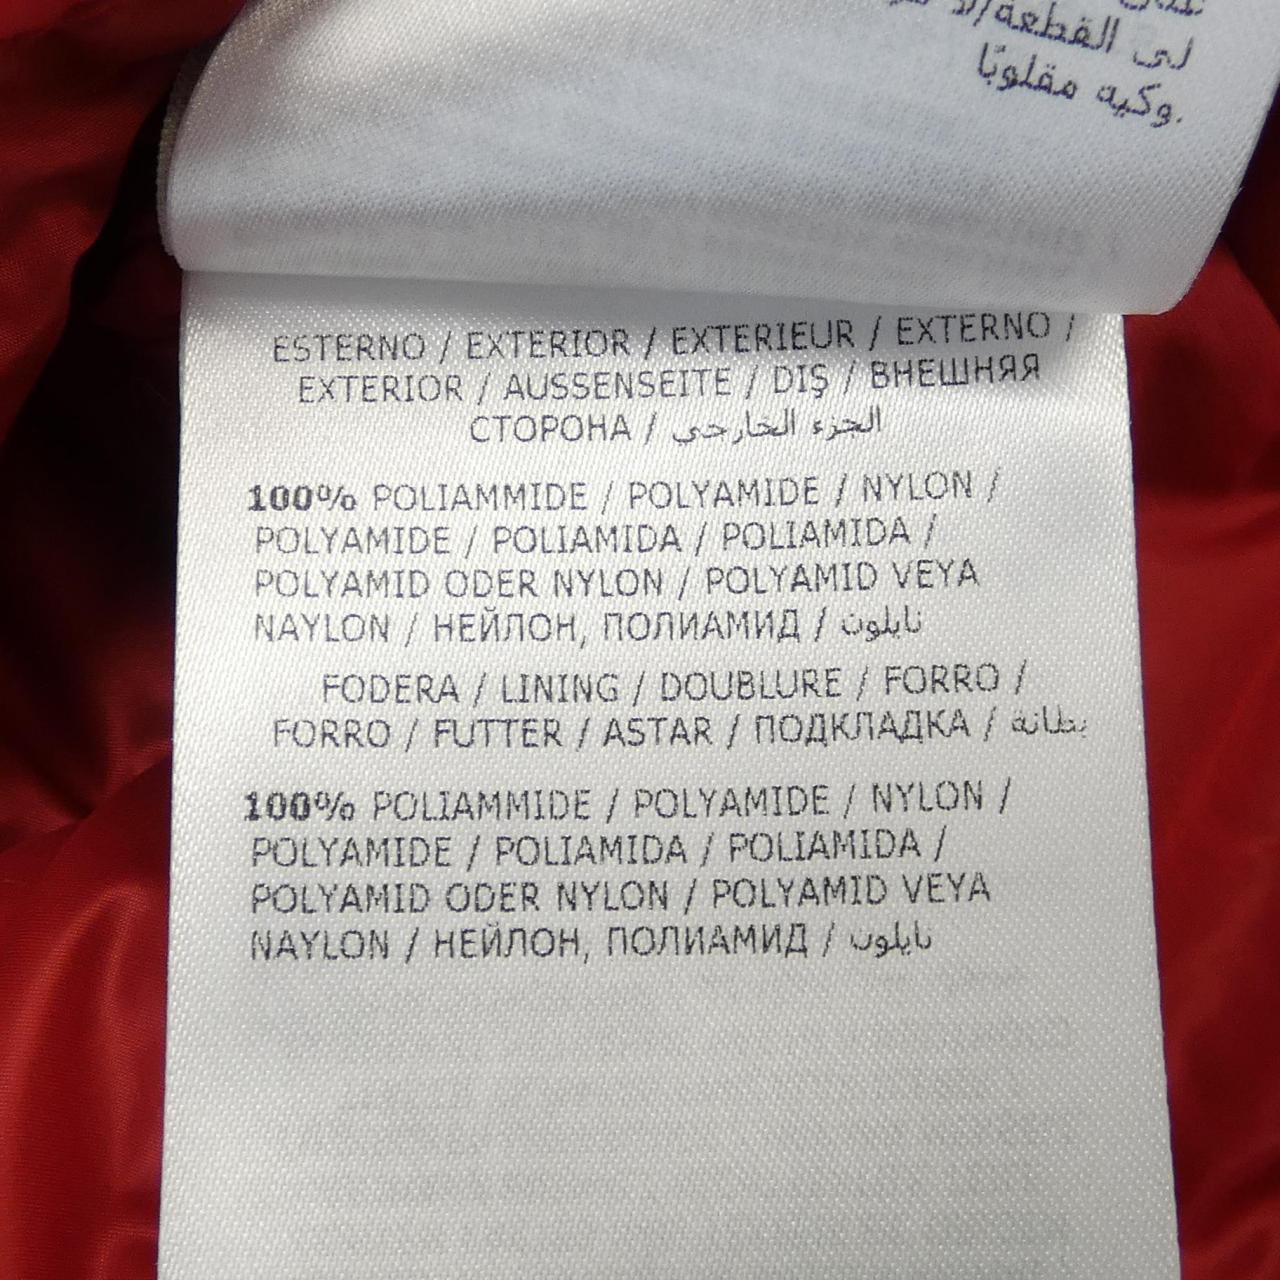 لى القطعة/
وكيه مقلوبًا.
ESTERNO / EXTERIOR / EXTERIEUR / EXTERNO /
EXTERIOR / AUSSENSEITE / DIŞ / ВНЕШНЯЯ
СТОРОНА / الجزء الخارجي
100% POLIAMMIDE / POLYAMIDE / NYLON /
POLYAMIDE / POLIAMIDA / POLIAMIDA /
POLYAMID ODER NYLON / POLYAMID VEYA
NAYLON / НЕЙЛОН, ПОЛИАМИД / نايلون
FODERA / LINING / DOUBLURE / FORRO /
FORRO / FUTTER / ASTAR / ПОДКЛАДКА / بطانة
100% POLIAMMIDE / POLYAMIDE / NYLON /
POLYAMIDE / POLIAMIDA / POLIAMIDA /
POLYAMID ODER NYLON / POLYAMID VEYA
NAYLON / НЕЙЛОН, ПОЛИАМИД / نايلون